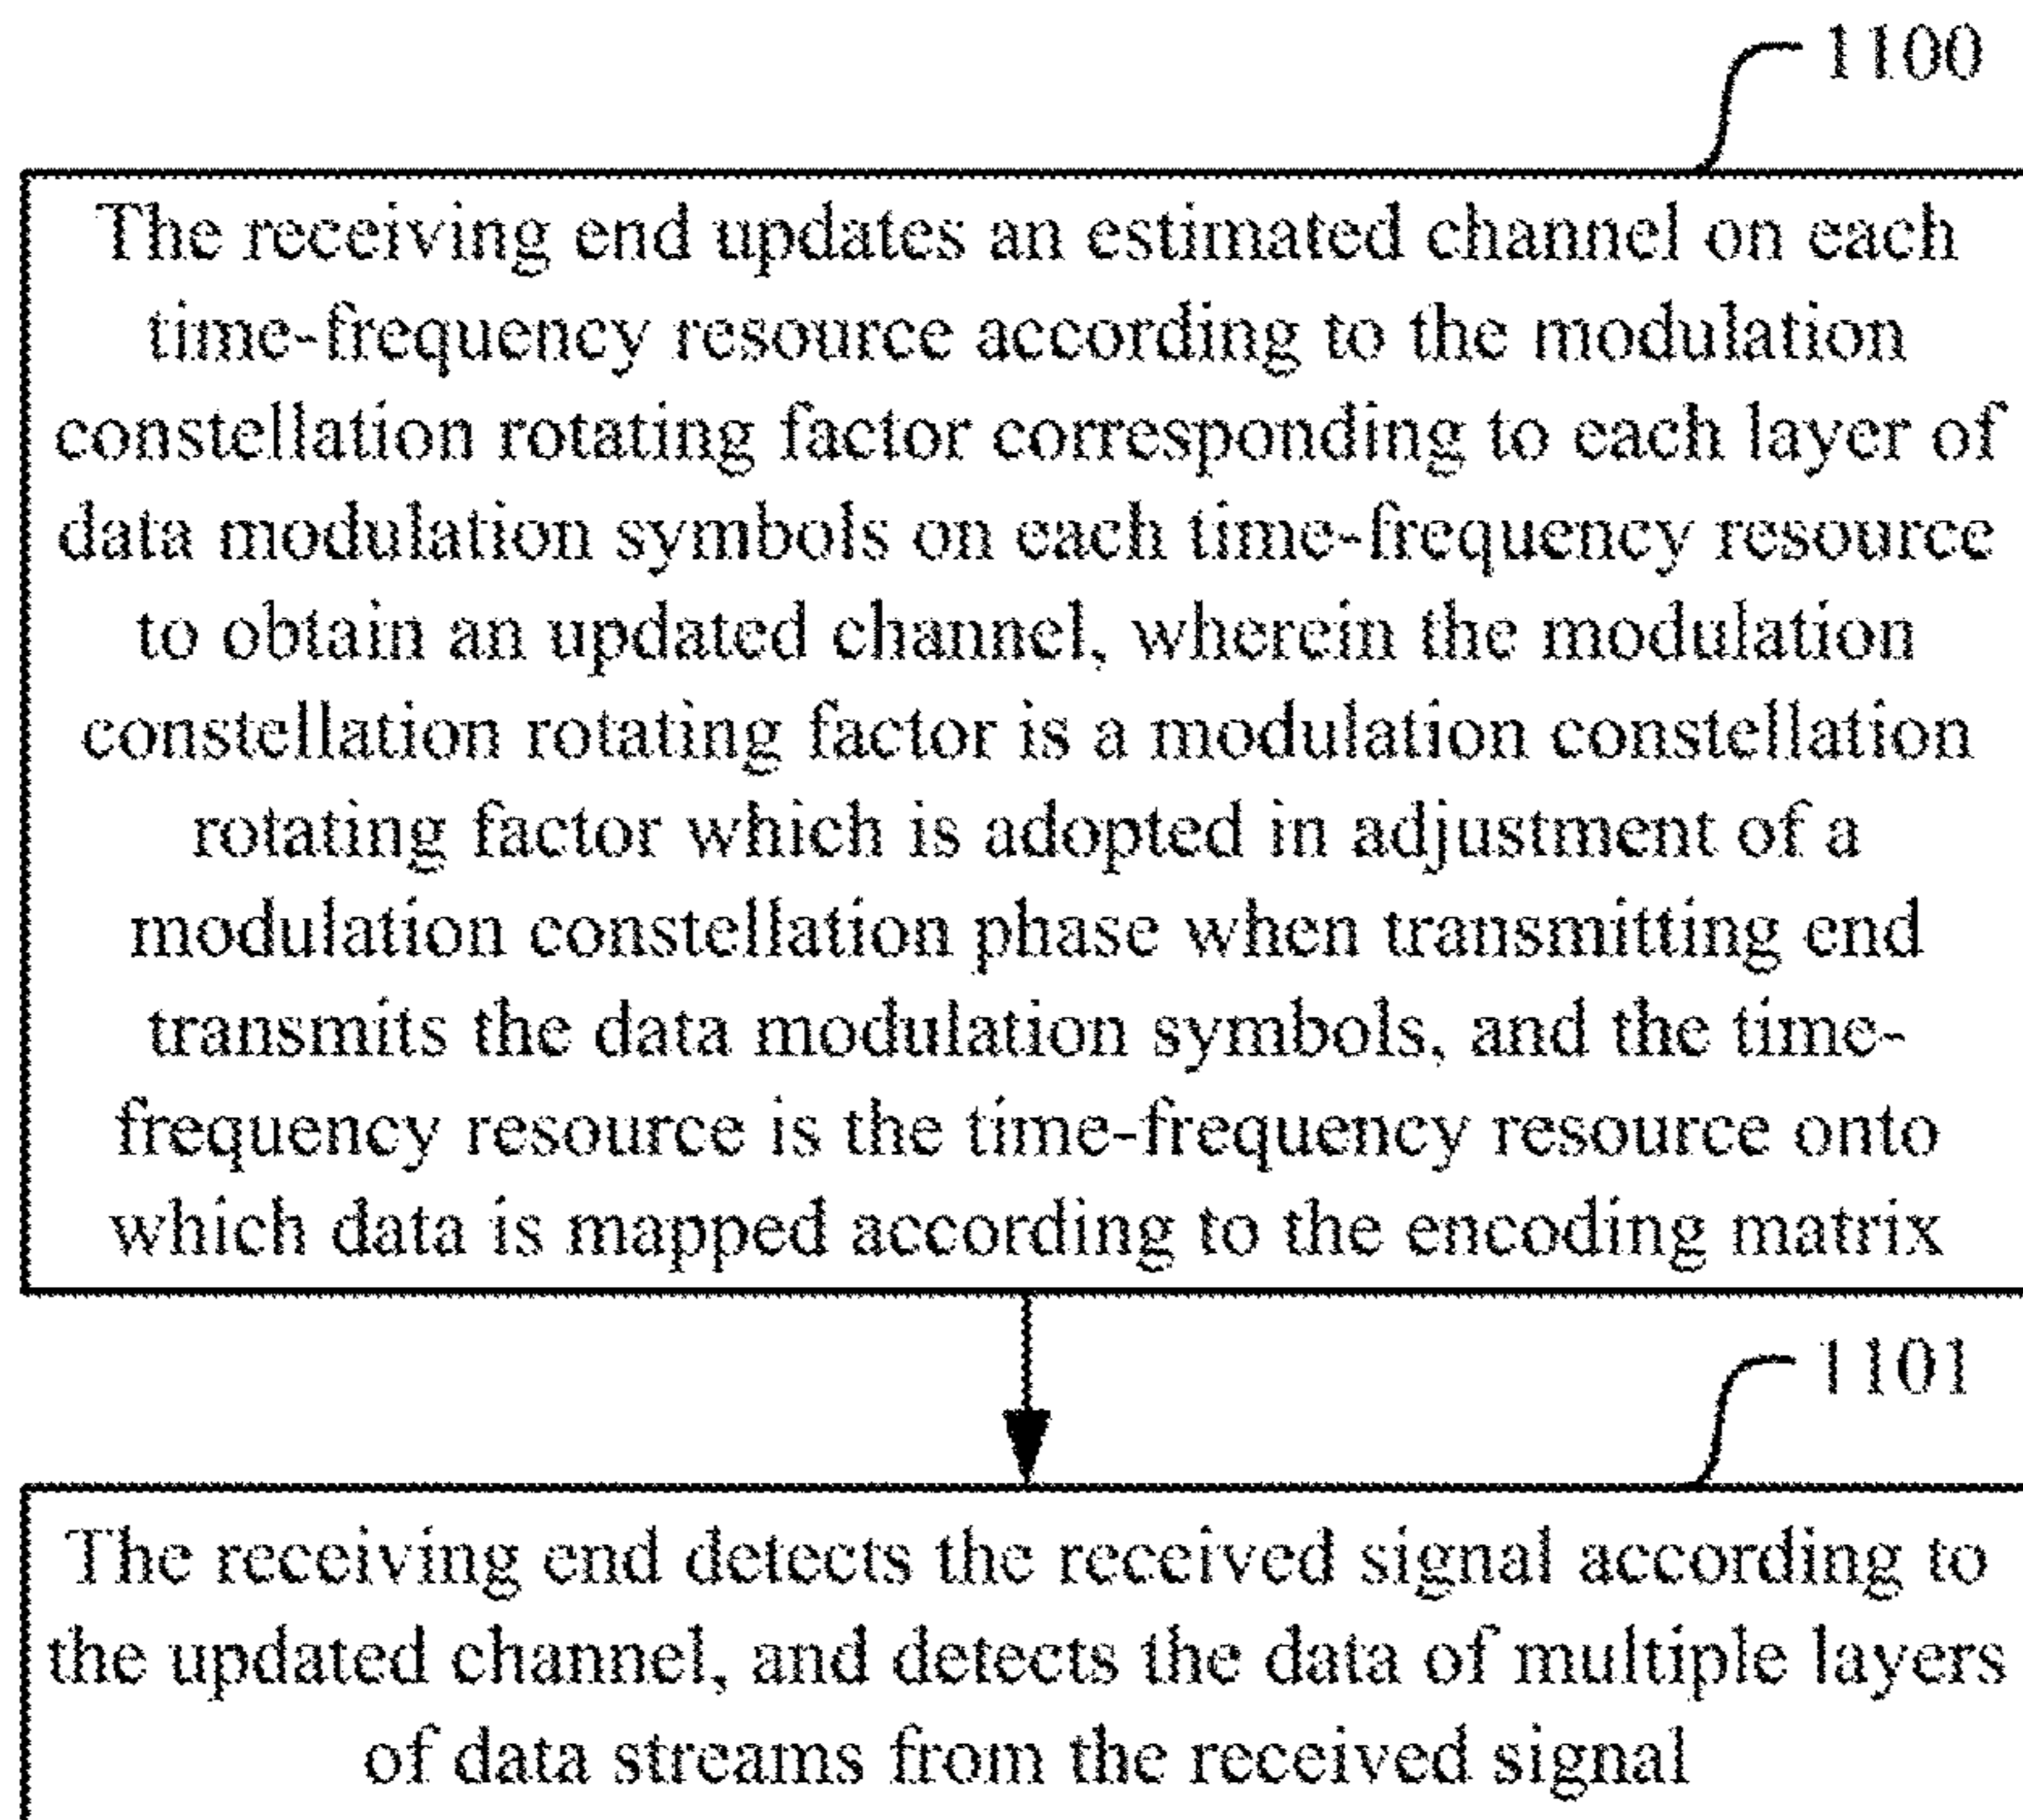 1100
The receiving end updates an estimated channel on each
time-frequency resource according to the modulation
constellation rotating factor corresponding to each layer of
data modulation symbols on each time-frequency resource
to obtain an updated channel, wherein the modulation
constellation rotating factor is a modulation constellation
rotating factor which is adopted in adjustment of a
modulation constellation phase when transmitting end
transmits the data modulation symbols, and the time-
frequency resource is the time-frequency resource onto
which data is mapped according to the encoding matrix
1101
The receiving end detects the received signal according to
the updated channel, and detects the data of multiple layers
of data streams from the received signal